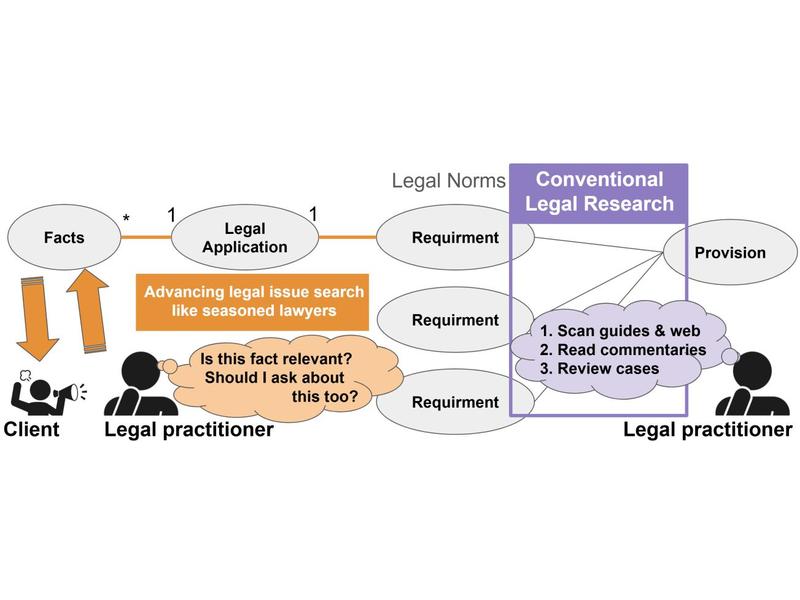 Legal Norms
Conventional
Legal Research
Facts
*
1
Legal
Application
1
Requirment
Provision
Advancing legal issue search
like seasoned lawyers
Requirment
1. Scan guides & web
2. Read commentaries
3. Review cases
Is this fact relevant?
Should I ask about
this too?
Requirment
Client
Legal practitioner
Legal practitioner